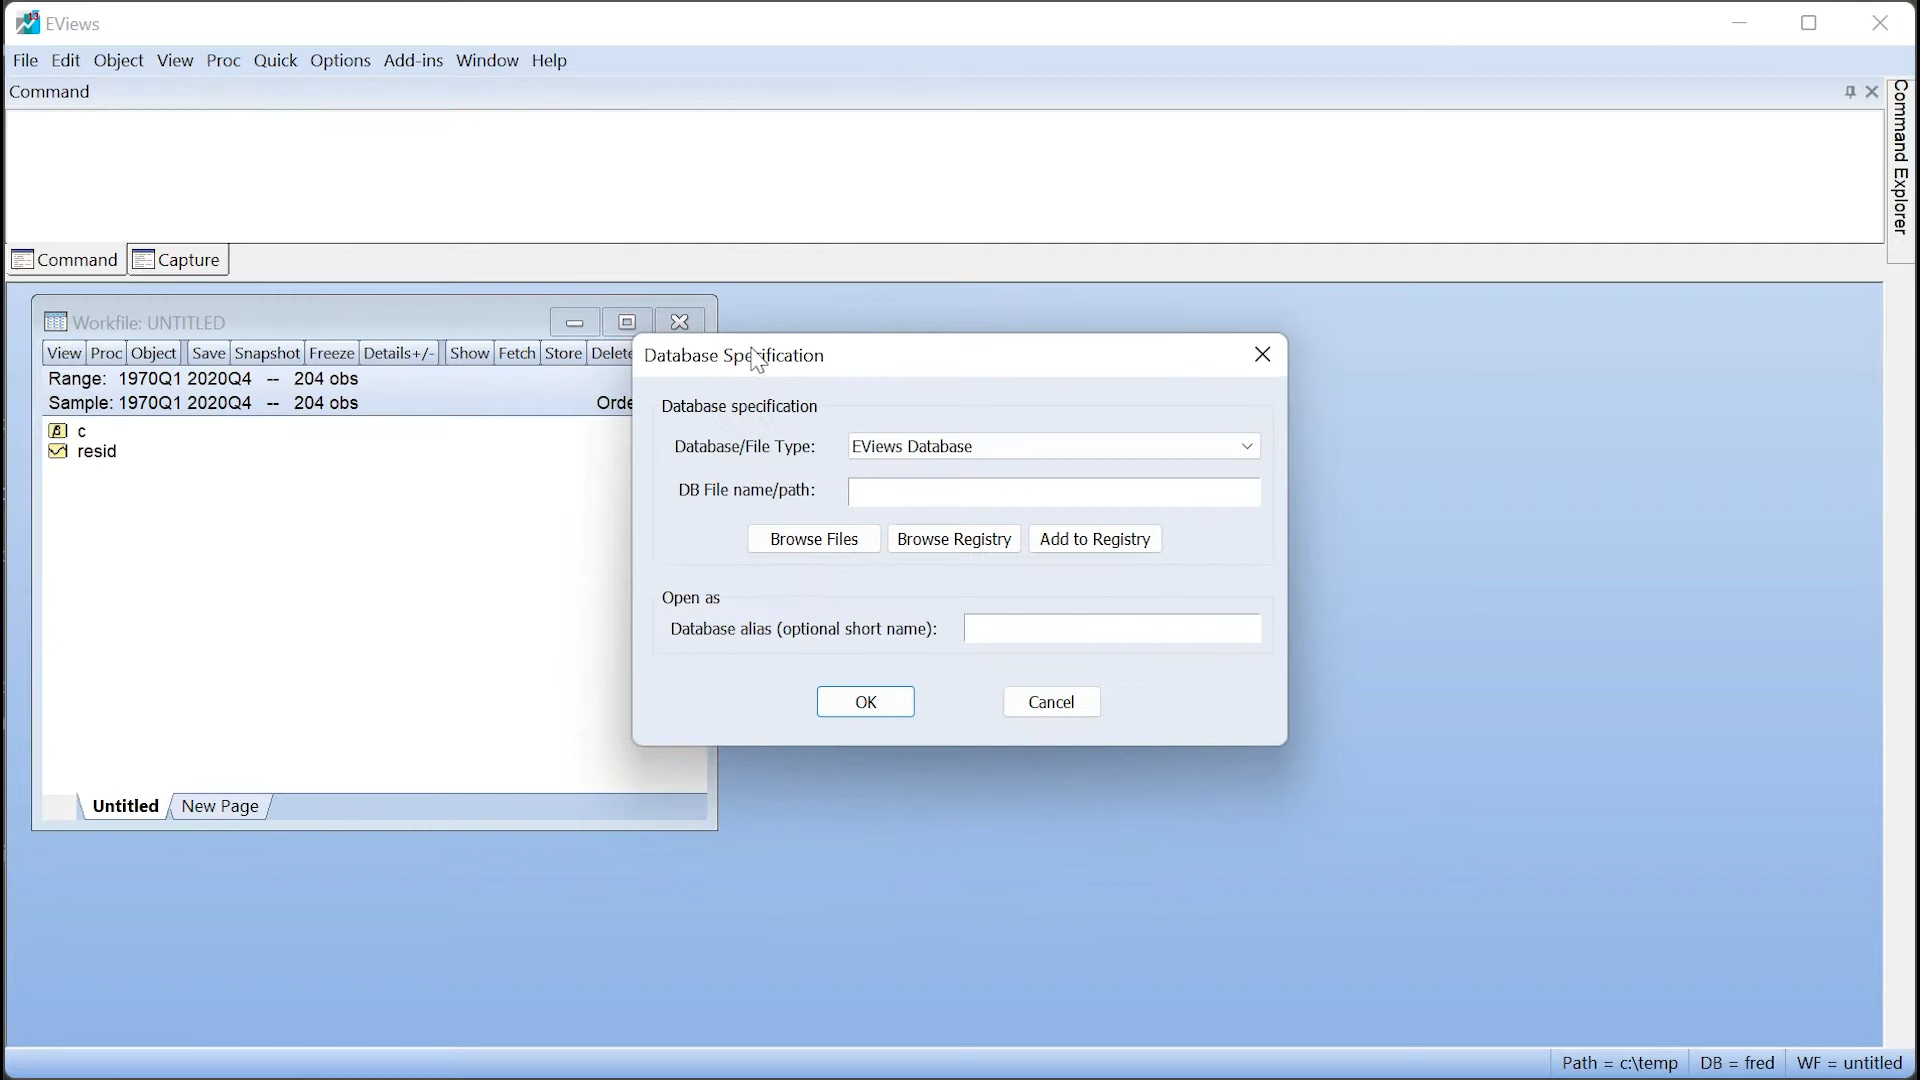 EViews
File Edit Object View Proc Quick Options Add-ins Window Help
Command
Command Explorer
Command Capture
Workfile: UNTITLED
View Proc Object Save Snapshot Freeze Details+/- Show Fetch Store Delete
Range: 1970Q1 2020Q4 -- 204 obs
Sample: 1970Q1 2020Q4 -- 204 obs
c
resid
Untitled New Page
Database Specification
Database specification
Database/File Type: EViews Database
DB File name/path:
Browse Files Browse Registry Add to Registry
Open as
Database alias (optional short name):
OK Cancel
Path = c:\temp DB = fred WF = untitled